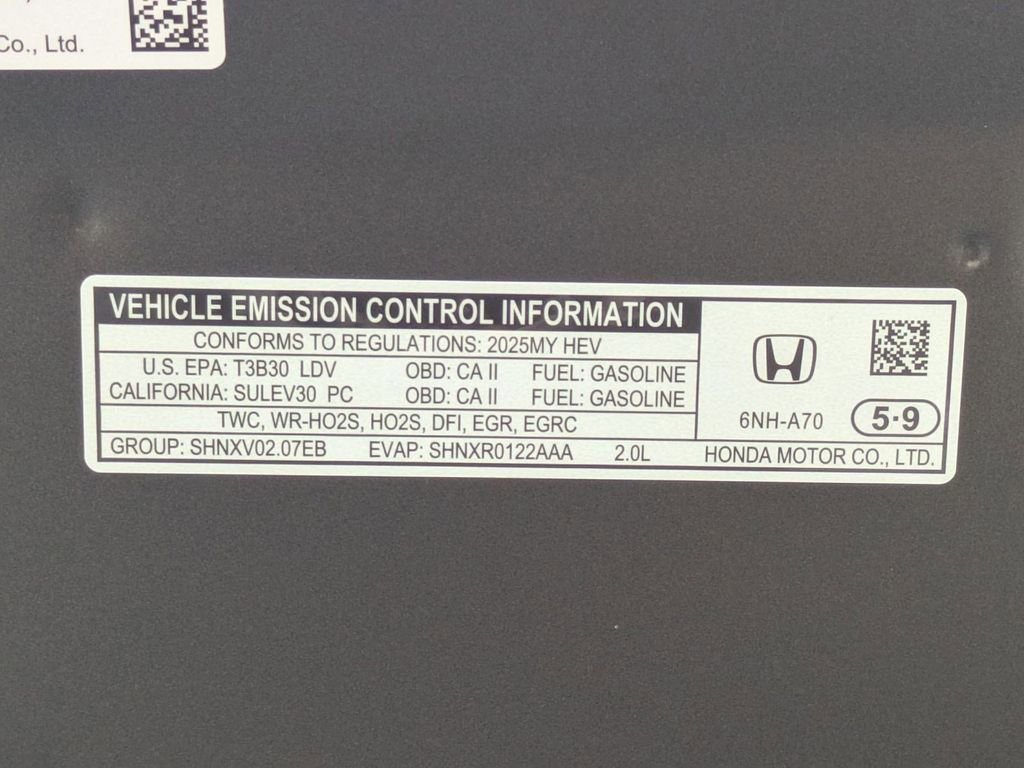 Co., Ltd.
VEHICLE EMISSION CONTROL INFORMATION
CONFORMS TO REGULATIONS: 2025MY HEV
U.S. EPA: T3B30 LDV OBD: CA II FUEL: GASOLINE
CALIFORNIA: SULEV30 PC OBD: CA II FUEL: GASOLINE
TWC, WR-HO2S, HO2S, DFI, EGR, EGRC
6NH-A70 5·9
GROUP: SHNXV02.07EB EVAP: SHNXR0122AAA 2.0L HONDA MOTOR CO., LTD.